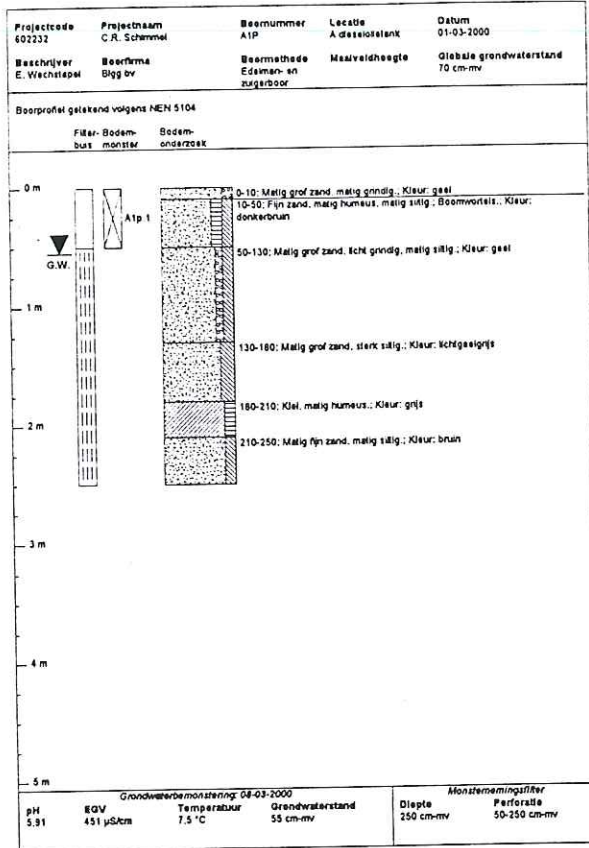 Projectcode Projectnaam Boornummer Locatie Datum
602232 C.R. Schimmel A1P A dieselolietank 01-03-2000
Beschrijver Boorfirma Boormethode Maaiveldhoogte Globale grondwaterstand
E. Wechstapel Bigg bv Edelman- en zuigerboor 70 cm-mv
Boorprofiel getekend volgens NEN 5104
Filter- Bodem- Bodem-
buis monster onderzoek
0 m
0-10; Matig grof zand, matig grindig,; Kleur: geel
10-50; Fijn zand, matig humeus, matig siltig,; Boomwortels,; Kleur:
donkerbruin
A1p.1
50-130; Matig grof zand, licht grindig, matig siltig,; Kleur: geel
G.W.
1 m
130-180; Matig grof zand, sterk siltig,; Kleur: lichtgeelgrijs
180-210; Klei, matig humeus,; Kleur: grijs
2 m
210-250; Matig fijn zand, matig siltig,; Kleur: bruin
3 m
4 m
5 m
Grondwaterbemonstering: 08-03-2000 Monsternemingsfilter
pH EGV Temperatuur Grondwaterstand Diepte Perforatie
5.91 451 µS/cm 7,5 °C 55 cm-mv 250 cm-mv 50-250 cm-mv